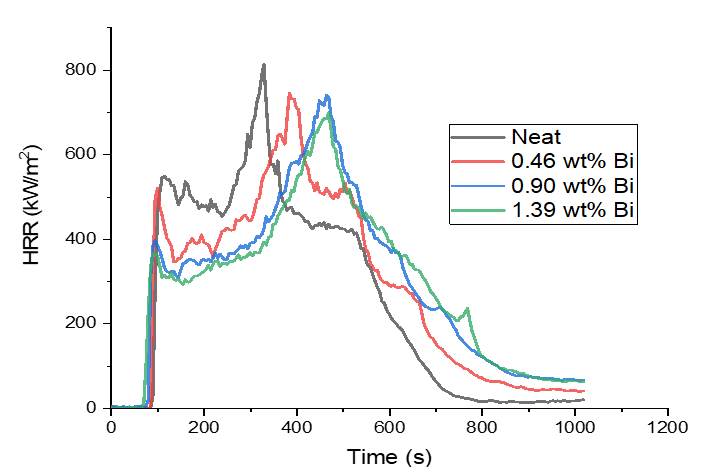 800
600
400
200
0
HRR (kW/m²)
0 200 400 600 800 1000 1200
Time (s)
Neat
0.46 wt% Bi
0.90 wt% Bi
1.39 wt% Bi